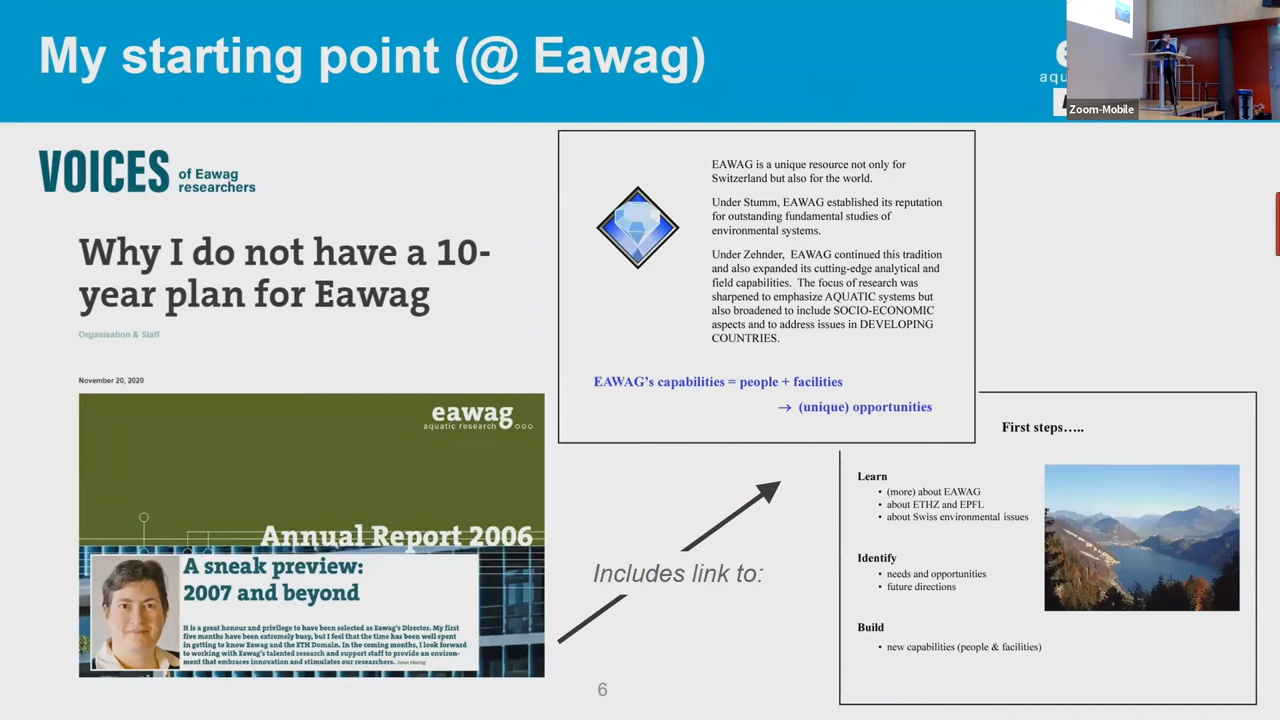 My starting point (@ Eawag)
Zoom-Mobile
VOICES
of Eawag
researchers
Why I do not have a 10-
year plan for Eawag
Organisation & Staff
November 20, 2020
eawag
aquatic research
Annual Report 2006
A sneak preview:
2007 and beyond
It is a great honour and privilege to have been selected as Eawag's Director. My first
five months have been extremely busy, but I feel that the time has been well spent
in getting to know Eawag and the ETH Domain. In the coming months, I look forward
to working with Eawag's talented research and support staff to provide an environ-
ment that embraces innovation and stimulates our researchers. Janet Hering
Includes link to:
EAWAG is a unique resource not only for
Switzerland but also for the world.
Under Stumm, EAWAG established its reputation
for outstanding fundamental studies of
environmental systems.
Under Zehnder, EAWAG continued this tradition
and also expanded its cutting-edge analytical and
field capabilities. The focus of research was
sharpened to emphasize AQUATIC systems but
also broadened to include SOCIO-ECONOMIC
aspects and to address issues in DEVELOPING
COUNTRIES.
EAWAG's capabilities = people + facilities
→ (unique) opportunities
First steps…..
Learn
• (more) about EAWAG
• about ETHZ and EPFL
• about Swiss environmental issues
Identify
• needs and opportunities
• future directions
Build
• new capabilities (people & facilities)
6